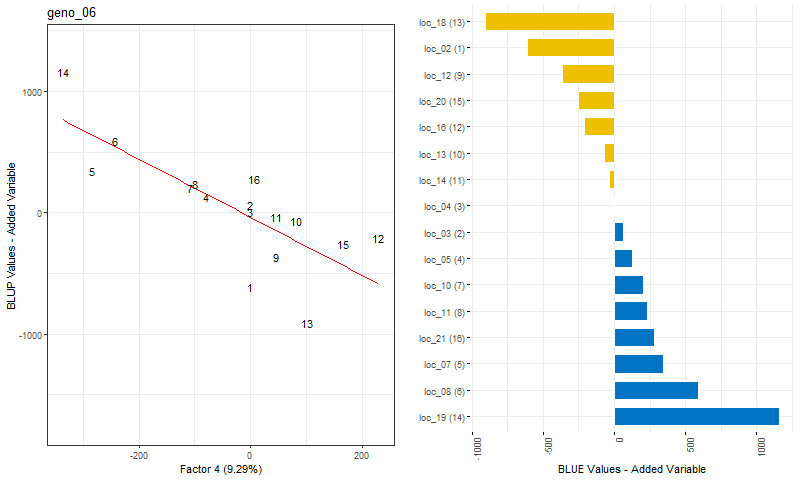 geno_06
BLUP Values - Added Variable
1000
0
-1000
14
6
5
7
8
4
16
2
3
11
10
9
15
12
1
13
-200
0
200
Factor 4 (9.29%)
loc_18 (13)
loc_02 (1)
loc_12 (9)
loc_20 (15)
loc_16 (12)
loc_13 (10)
loc_14 (11)
loc_04 (3)
loc_03 (2)
loc_05 (4)
loc_10 (7)
loc_11 (8)
loc_21 (16)
loc_07 (5)
loc_08 (6)
loc_19 (14)
-1000
-500
0
500
1000
BLUE Values - Added Variable